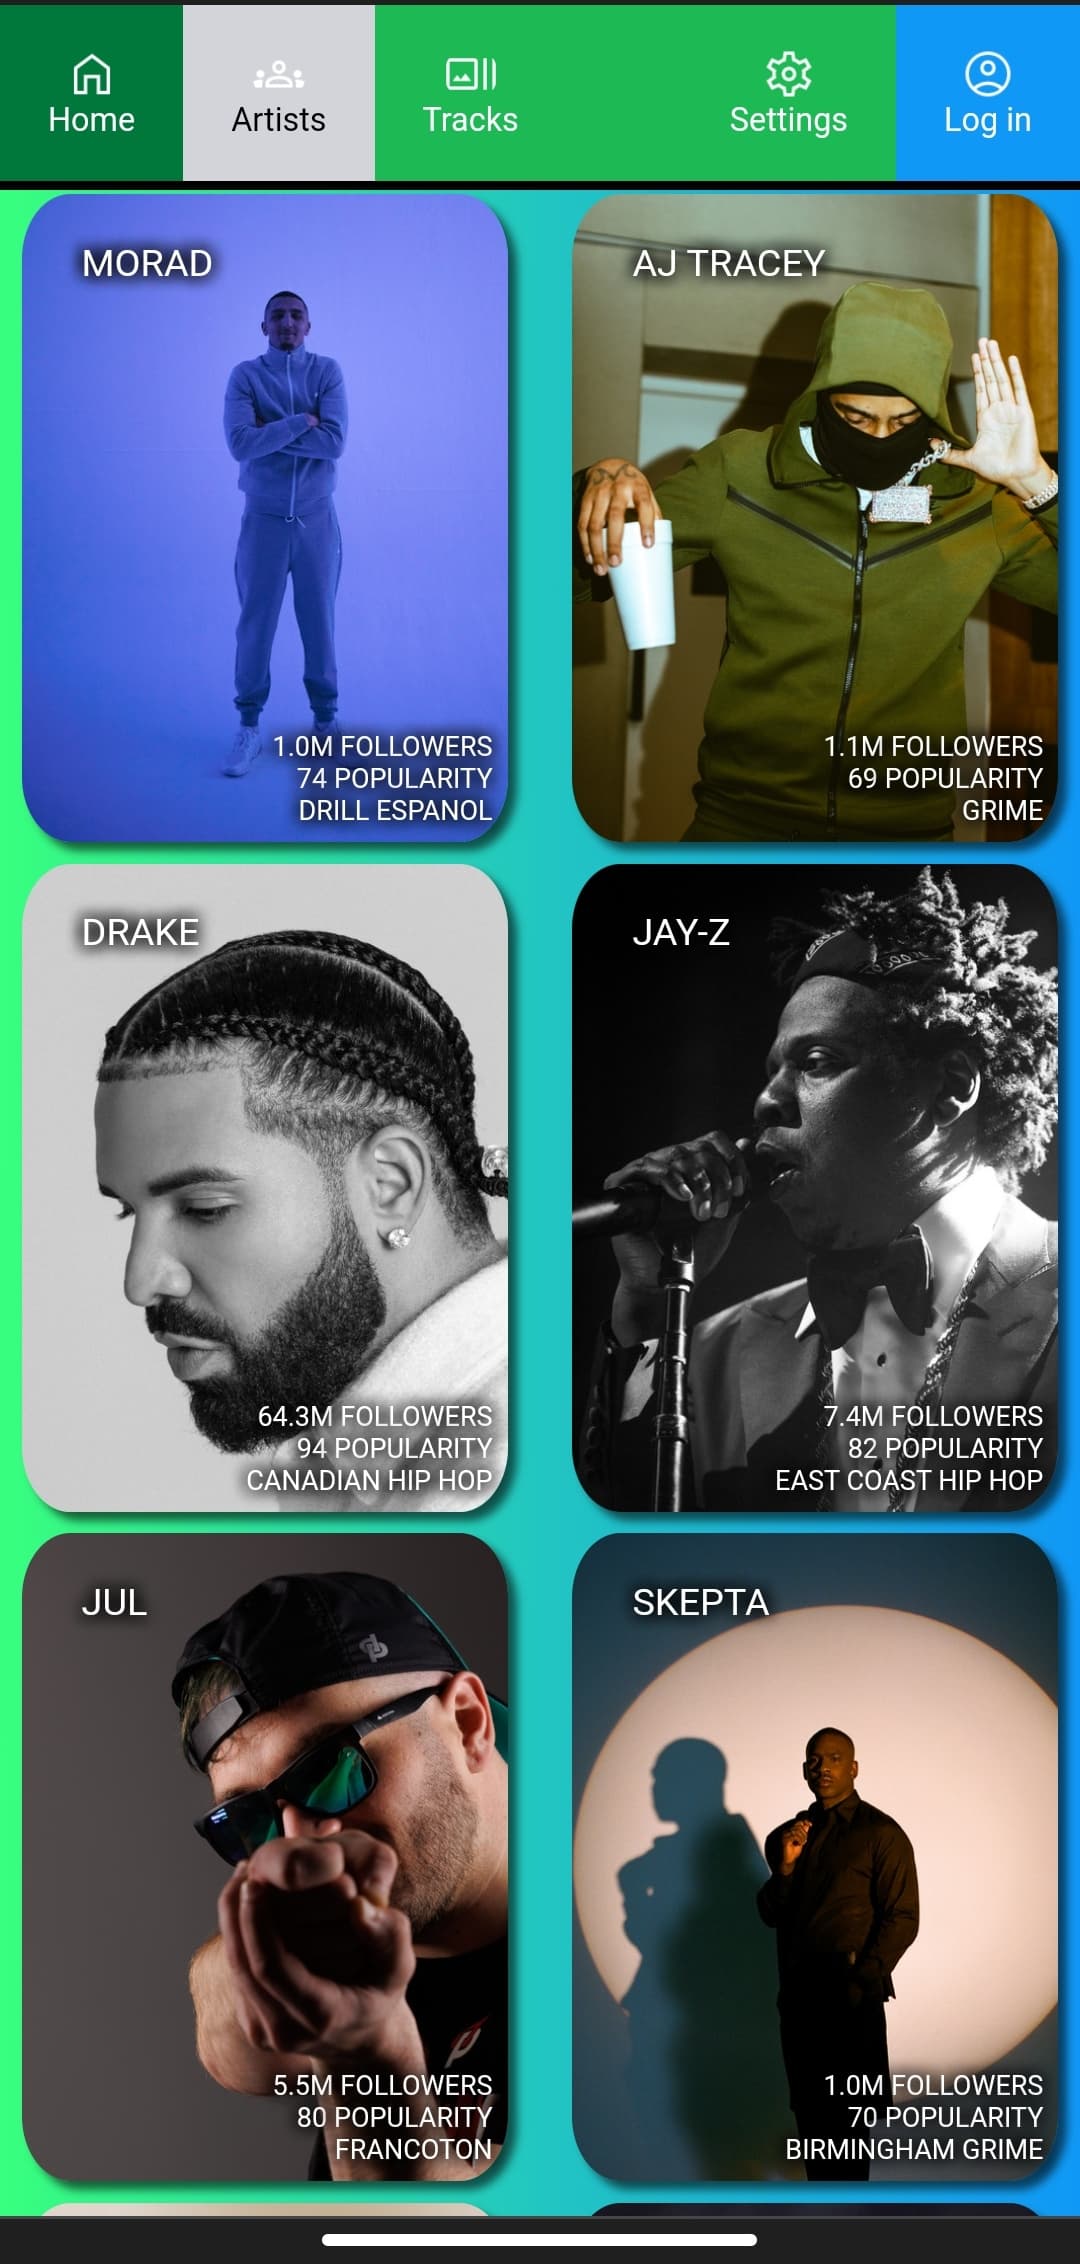 Home
Artists
Tracks
Settings
Log in
MORAD
1.0M FOLLOWERS
74 POPULARITY
DRILL ESPANOL
AJ TRACEY
1.1M FOLLOWERS
69 POPULARITY
GRIME
DRAKE
64.3M FOLLOWERS
94 POPULARITY
CANADIAN HIP HOP
JAY-Z
7.4M FOLLOWERS
82 POPULARITY
EAST COAST HIP HOP
JUL
5.5M FOLLOWERS
80 POPULARITY
FRANCOTON
SKEPTA
1.0M FOLLOWERS
70 POPULARITY
BIRMINGHAM GRIME